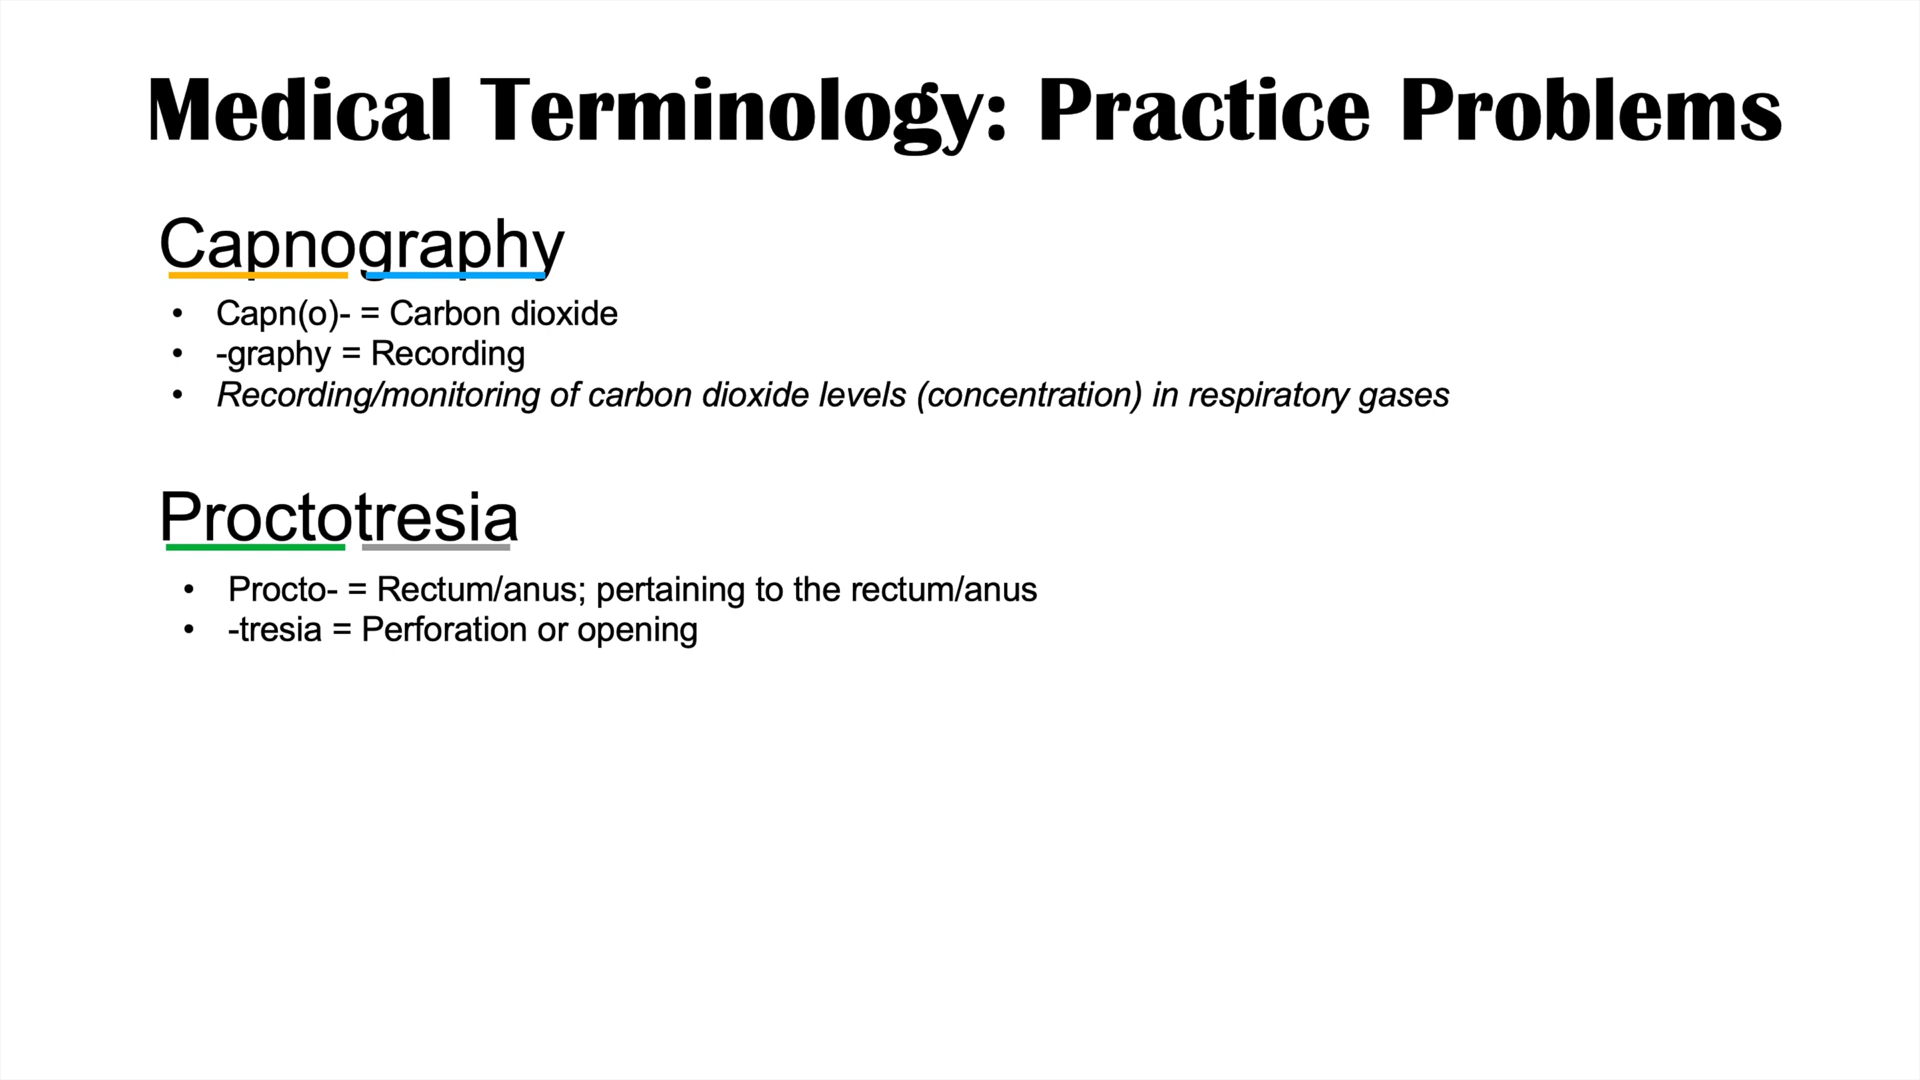 Medical Terminology: Practice Problems
Capnography
• Capn(o)- = Carbon dioxide
• -graphy = Recording
• Recording/monitoring of carbon dioxide levels (concentration) in respiratory gases
Proctotresia
• Procto- = Rectum/anus; pertaining to the rectum/anus
• -tresia = Perforation or opening